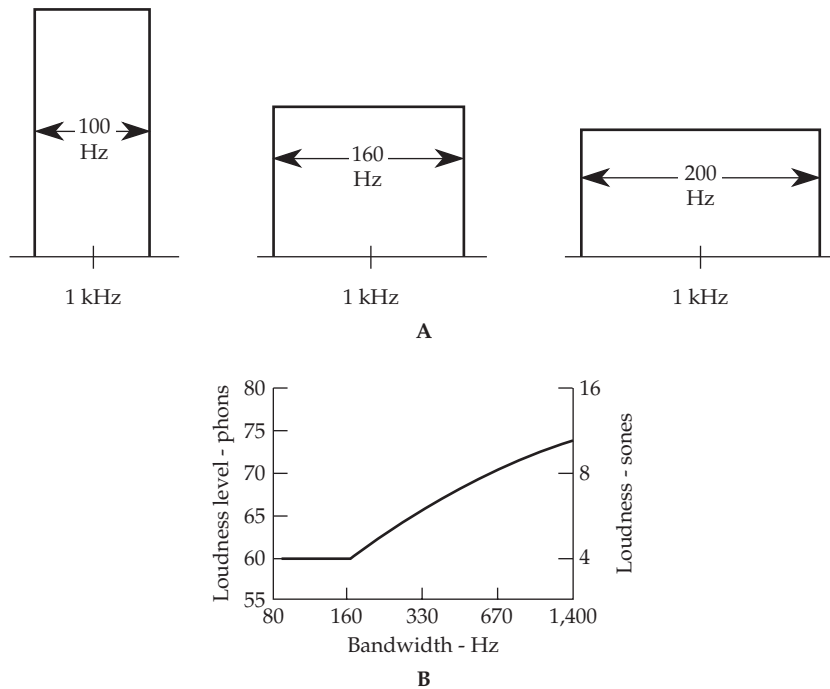 100
Hz
160
Hz
200
Hz
1 kHz
1 kHz
1 kHz
A
Loudness level - phons
80
75
70
65
60
55
16
8
4
Loudness - sones
80
160
330
670
1,400
Bandwidth - Hz
B